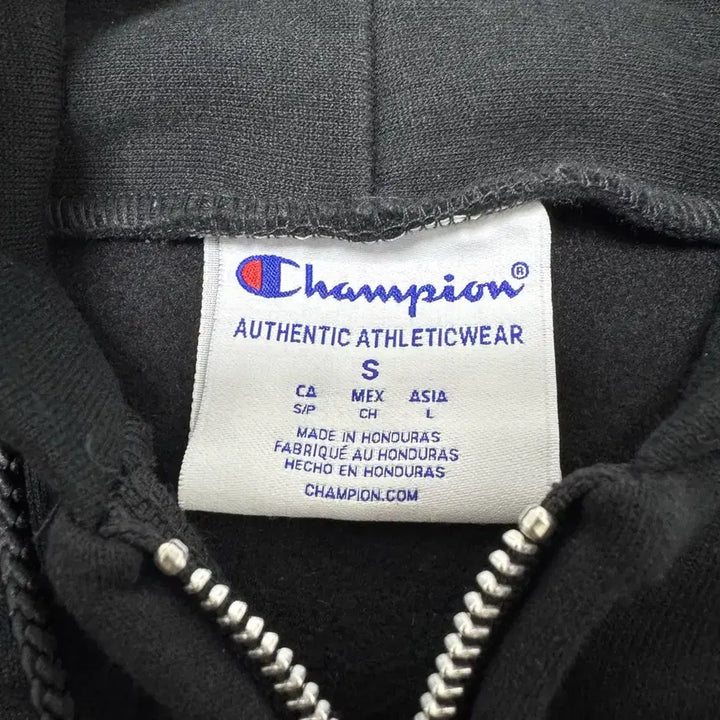 Champion®
AUTHENTIC ATHLETICWEAR
S
CA MEX ASIA
S/P CH L
MADE IN HONDURAS
FABRIQUÉ AU HONDURAS
HECHO EN HONDURAS
CHAMPION.COM